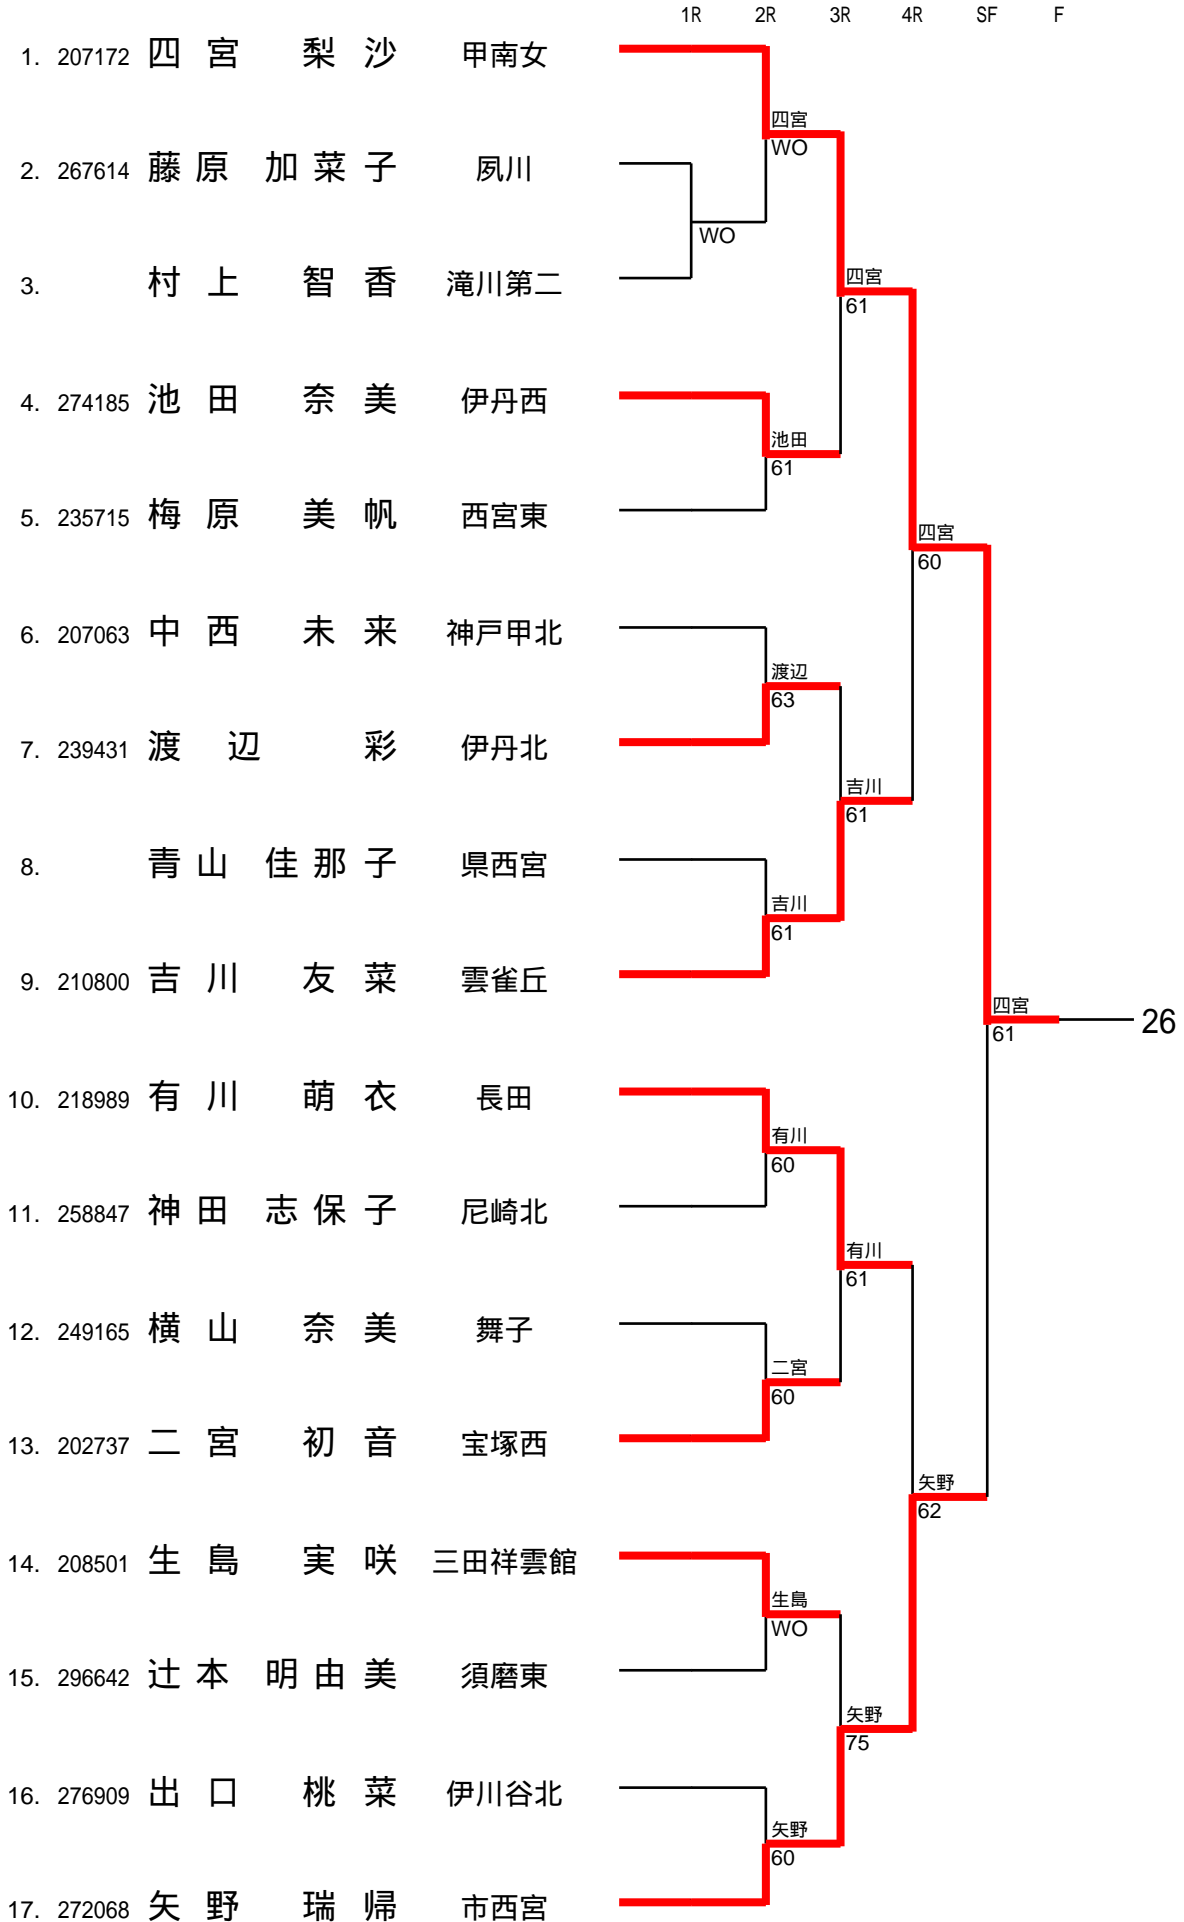 1R 2R 3R 4R SF F
1. 207172 四宮 梨沙 甲南女
四宮
WO
2. 267614 藤原 加菜子 夙川
WO
3. 村上 智香 滝川第二
四宮
61
4. 274185 池田 奈美 伊丹西
池田
61
5. 235715 梅原 美帆 西宮東
四宮
60
6. 207063 中西 未来 神戸甲北
渡辺
63
7. 239431 渡辺 彩 伊丹北
吉川
61
8. 青山 佳那子 県西宮
吉川
61
9. 210800 吉川 友菜 雲雀丘
四宮
61
26
10. 218989 有川 萌衣 長田
有川
60
11. 258847 神田 志保子 尼崎北
有川
61
12. 249165 横山 奈美 舞子
二宮
60
13. 202737 二宮 初音 宝塚西
矢野
62
14. 208501 生島 実咲 三田祥雲館
生島
WO
15. 296642 辻本 明由美 須磨東
矢野
75
16. 276909 出口 桃菜 伊川谷北
矢野
60
17. 272068 矢野 瑞帰 市西宮